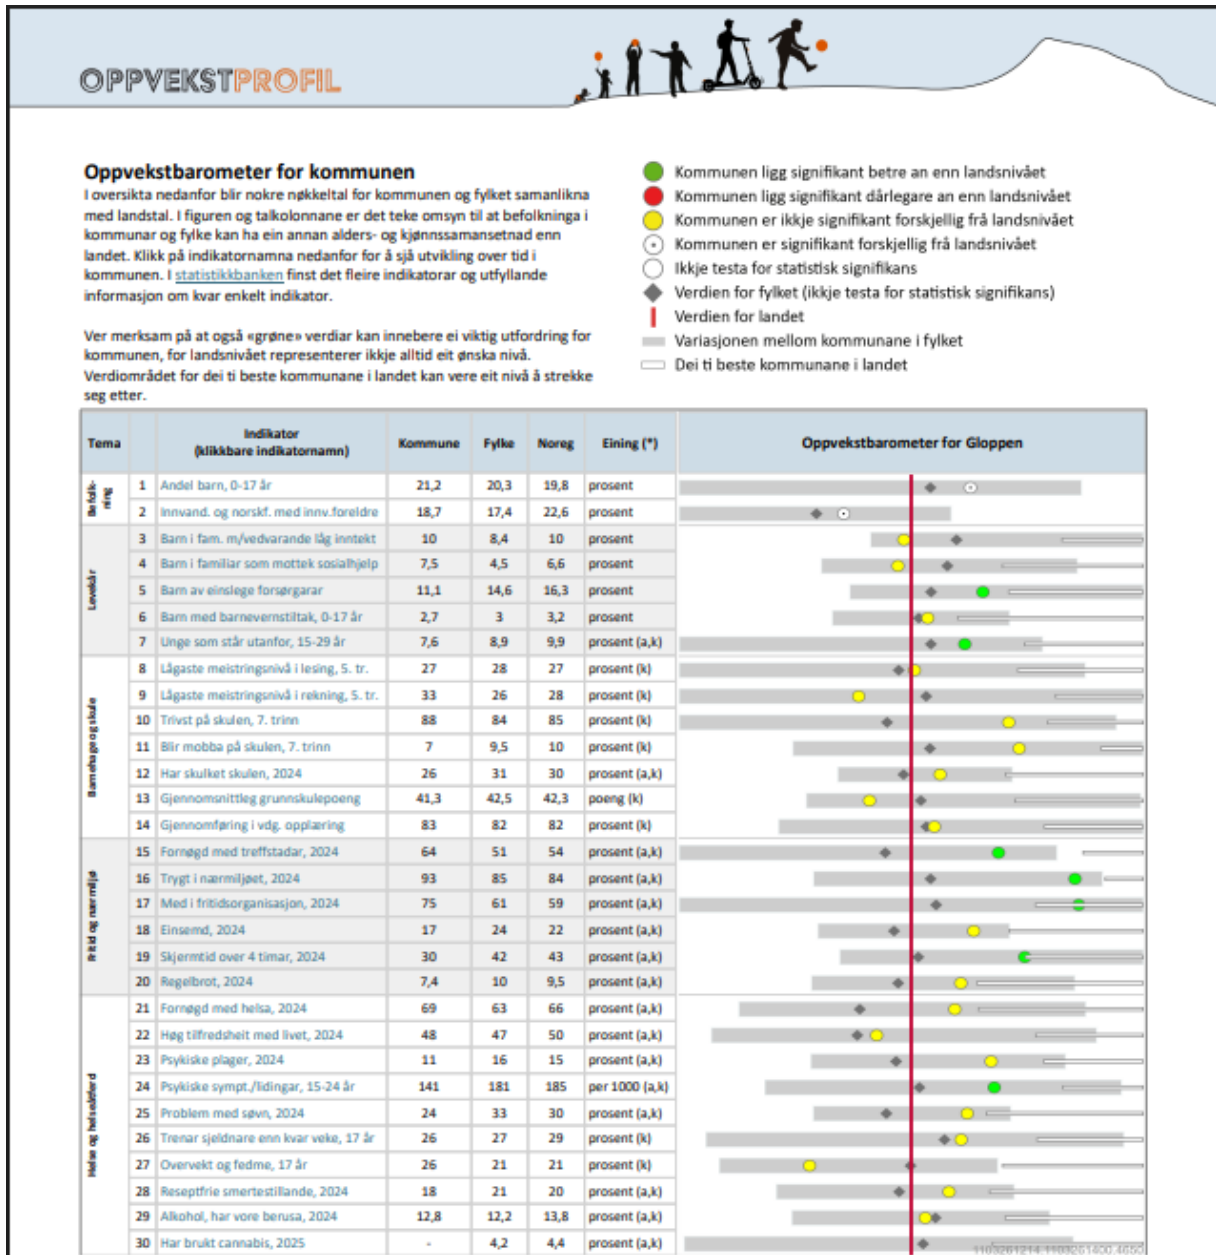 OPPVEKSTPROFIL
Oppvekstbarometer for kommunen
I oversikta nedanfor blir nokre nøkkeltal for kommunen og fylket samanlikna
med landstal. I figuren og talkolonnane er det teke omsyn til at befolkninga i
kommunar og fylke kan ha ein annan alders- og kjønnssamansetnad enn
landet. Klikk på indikatornamna nedanfor for å sjå utvikling over tid i
kommunen. I statistikkbanken finst det fleire indikatorar og utfyllande
informasjon om kvar enkelt indikator.
Ver merksam på at også «grøne» verdiar kan innebere ei viktig utfordring for
kommunen, for landsnivået representerer ikkje alltid eit ønska nivå.
Verdiområdet for dei ti beste kommunane i landet kan vere eit nivå å strekke
seg etter.
Kommunen ligg signifikant betre an enn landsnivået
Kommunen ligg signifikant dårlegare an enn landsnivået
Kommunen er ikkje signifikant forskjellig frå landsnivået
Kommunen er signifikant forskjellig frå landsnivået
Ikkje testa for statistisk signifikans
Verdien for fylket (ikkje testa for statistisk signifikans)
Verdien for landet
Variasjonen mellom kommunane i fylket
Dei ti beste kommunane i landet
Tema Indikator (klikkbare indikatornamn) Kommune Fylke Noreg Eining (*) Oppvekstbarometer for Gloppen
Befolk-
ning
1 Andel barn, 0-17 år 21,2 20,3 19,8 prosent
2 Innvand. og norskf. med innv.foreldre 18,7 17,4 22,6 prosent
Levekår
3 Barn i fam. m/vedvarande låg inntekt 10 8,4 10 prosent
4 Barn i familiar som mottek sosialhjelp 7,5 4,5 6,6 prosent
5 Barn av einslege forsørgarar 11,1 14,6 16,3 prosent
6 Barn med barnevernstiltak, 0-17 år 2,7 3 3,2 prosent
7 Unge som står utanfor, 15-29 år 7,6 8,9 9,9 prosent (a,k)
Barnehage og skule
8 Lågaste meistringsnivå i lesing, 5. tr. 27 28 27 prosent (k)
9 Lågaste meistringsnivå i rekning, 5. tr. 33 26 28 prosent (k)
10 Trivst på skulen, 7. trinn 88 84 85 prosent (k)
11 Blir mobba på skulen, 7. trinn 7 9,5 10 prosent (k)
12 Har skulket skulen, 2024 26 31 30 prosent (a,k)
13 Gjennomsnittleg grunnskulepoeng 41,3 42,5 42,3 poeng (k)
14 Gjennomføring i vdg. opplæring 83 82 82 prosent (k)
Fritid og nærmiljø
15 Fornøgd med treffstadar, 2024 64 51 54 prosent (a,k)
16 Trygt i nærmiljøet, 2024 93 85 84 prosent (a,k)
17 Med i fritidsorganisasjon, 2024 75 61 59 prosent (a,k)
18 Einsemd, 2024 17 24 22 prosent (a,k)
19 Skjermtid over 4 timar, 2024 30 42 43 prosent (a,k)
20 Regelbrot, 2024 7,4 10 9,5 prosent (a,k)
Helse og helseåtferd
21 Fornøgd med helsa, 2024 69 63 66 prosent (a,k)
22 Høg tilfredsheit med livet, 2024 48 47 50 prosent (a,k)
23 Psykiske plager, 2024 11 16 15 prosent (a,k)
24 Psykiske sympt./lidingar, 15-24 år 141 181 185 per 1000 (a,k)
25 Problem med søvn, 2024 24 33 30 prosent (a,k)
26 Trenar sjeldnare enn kvar veke, 17 år 26 27 29 prosent (k)
27 Overvekt og fedme, 17 år 26 21 21 prosent (k)
28 Reseptfrie smertestillande, 2024 18 21 20 prosent (a,k)
29 Alkohol, har vore berusa, 2024 12,8 12,2 13,8 prosent (a,k)
30 Har brukt cannabis, 2025 - 4,2 4,4 prosent (a,k)
1103261214.1103261400.4650